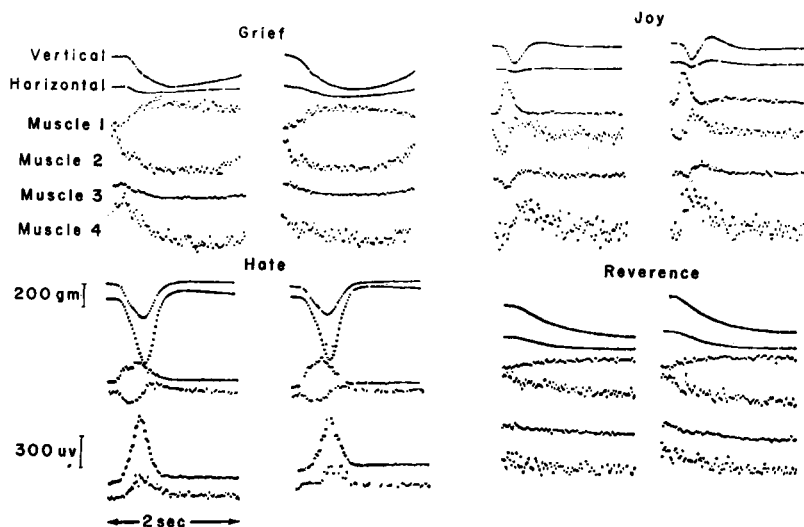 Grief
Joy
Vertical
Horizontal
Muscle 1
Muscle 2
Muscle 3
Muscle 4
Hate
Reverence
200 gm
300 uv
2 sec